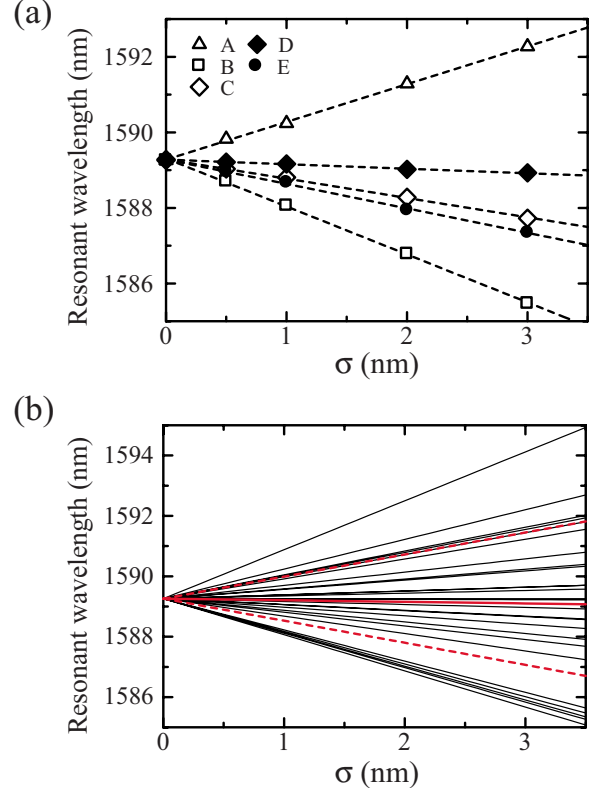 (a)
Resonant wavelength (nm)
1592
1590
1588
1586
A
B
C
D
E
0
1
2
3
σ (nm)
(b)
Resonant wavelength (nm)
1594
1592
1590
1588
1586
0
1
2
3
σ (nm)